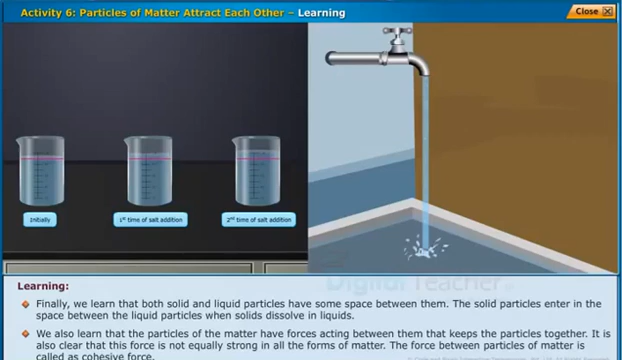 Activity 6: Particles of Matter Attract Each Other – Learning
Close
Initially
1st time of salt addition
2nd time of salt addition
Digital Teacher
Learning:
Finally, we learn that both solid and liquid particles have some space between them. The solid particles enter in the
space between the liquid particles when solids dissolve in liquids.
We also learn that the particles of the matter have forces acting between them that keeps the particles together. It is
also clear that this force is not equally strong in all the forms of matter. The force between particles of matter is
called as cohesive force.